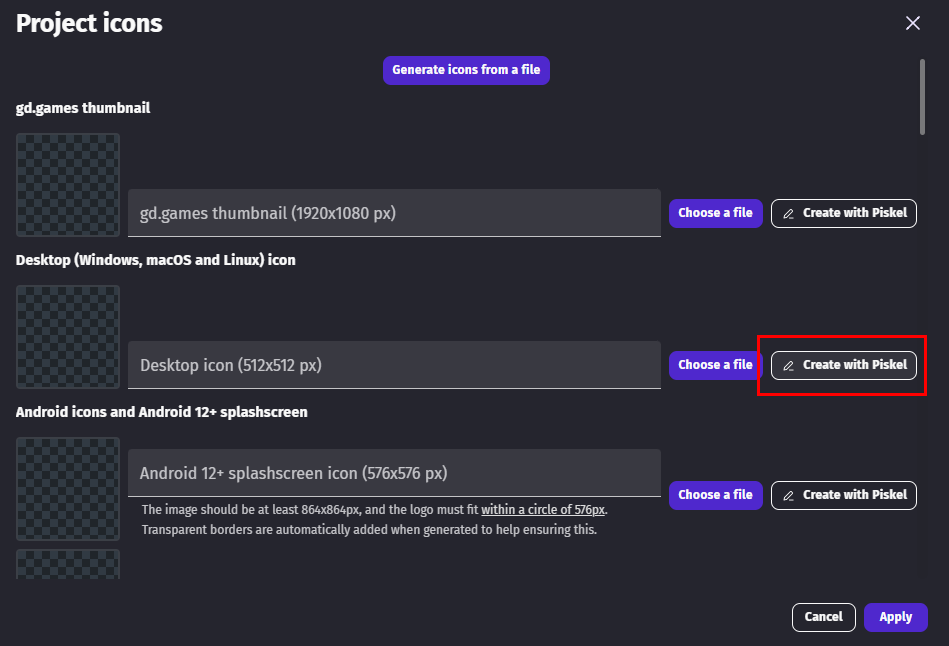 Project icons
Generate icons from a file
gd.games thumbnail
gd.games thumbnail (1920x1080 px)
Choose a file
Create with Piskel
Desktop (Windows, macOS and Linux) icon
Desktop icon (512x512 px)
Choose a file
Create with Piskel
Android icons and Android 12+ splashscreen
Android 12+ splashscreen icon (576x576 px)
Choose a file
Create with Piskel
The image should be at least 864x864px, and the logo must fit within a circle of 576px.
Transparent borders are automatically added when generated to help ensuring this.
Cancel
Apply